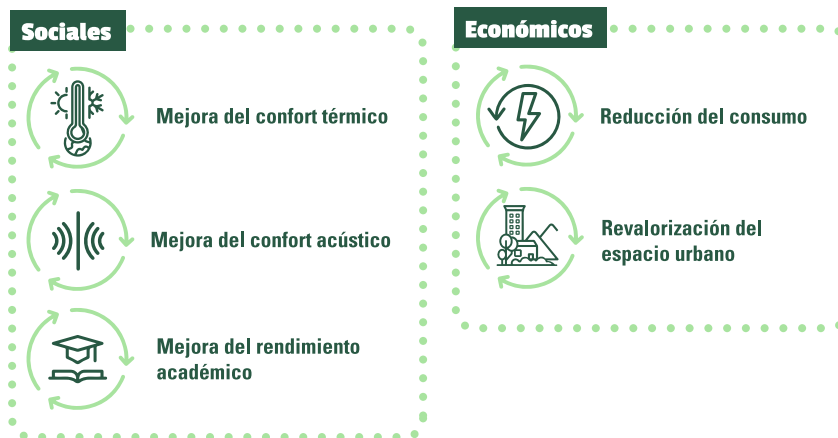 Sociales
Mejora del confort térmico
Mejora del confort acústico
Mejora del rendimiento
académico
Económicos
Reducción del consumo
Revalorización del
espacio urbano